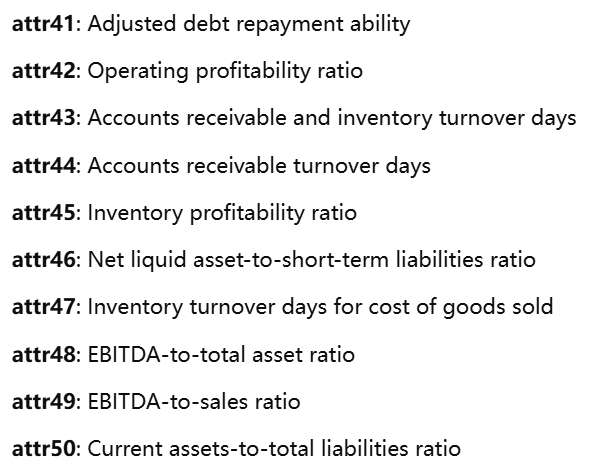 attr41: Adjusted debt repayment ability
attr42: Operating profitability ratio
attr43: Accounts receivable and inventory turnover days
attr44: Accounts receivable turnover days
attr45: Inventory profitability ratio
attr46: Net liquid asset-to-short-term liabilities ratio
attr47: Inventory turnover days for cost of goods sold
attr48: EBITDA-to-total asset ratio
attr49: EBITDA-to-sales ratio
attr50: Current assets-to-total liabilities ratio